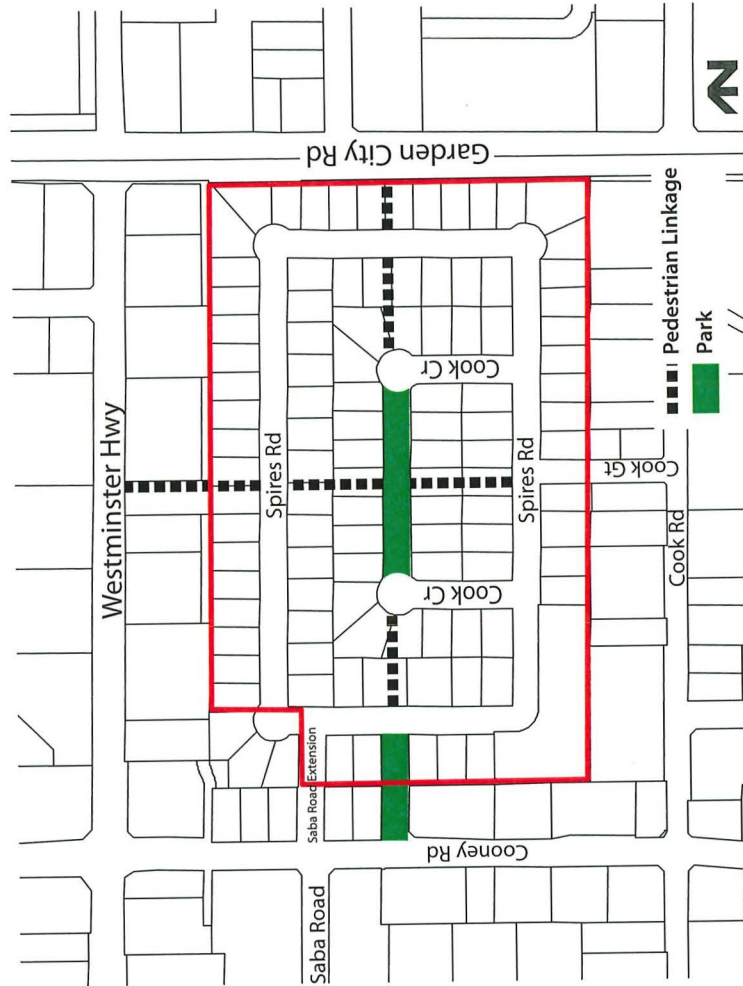 N
Garden City Rd
Pedestrian Linkage
Park
Westminster Hwy
Spires Rd
Cook Cr
Spires Rd
Cook Gt
Cook Rd
Cook Cr
Saba Road Extension
Cooney Rd
Saba Road